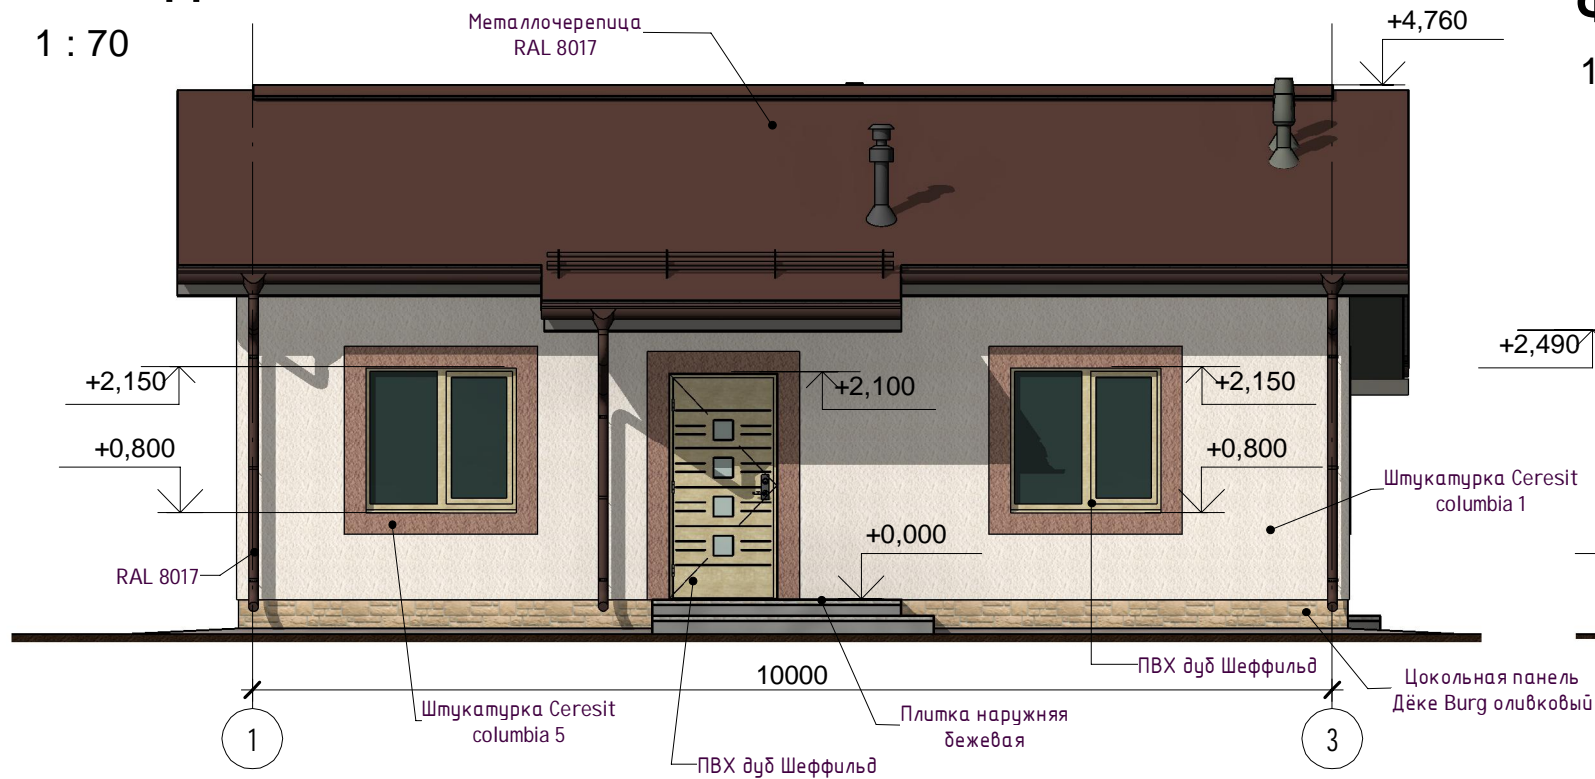 1 : 70
Металлочерепица
RAL 8017
+4,760
1
+2,490
+2,150
+2,100
+2,150
+0,800
+0,800
Штукатурка Ceresit
columbia 1
+0,000
RAL 8017
ПВХ дуб Шеффильд
10000
Цокольная панель
Дёке Burg оливковый
Штукатурка Ceresit
columbia 5
Плитка наружняя
бежевая
1
3
ПВХ дуб Шеффильд